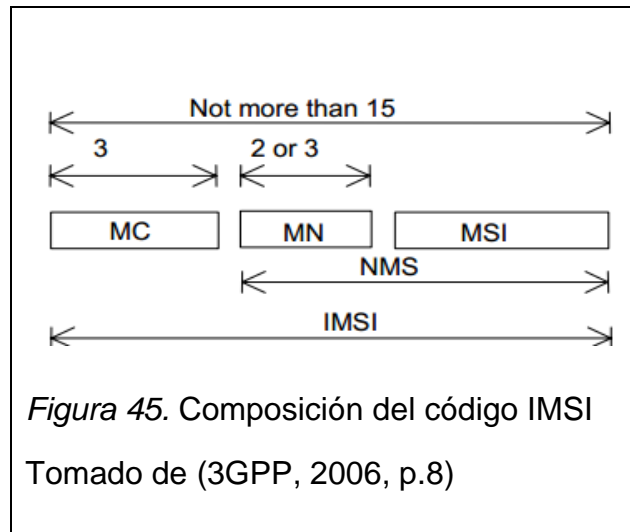 Not more than 15
3 2 or 3
MC MN MSI
NMS
IMSI
Figura 45. Composición del código IMSI
Tomado de (3GPP, 2006, p.8)